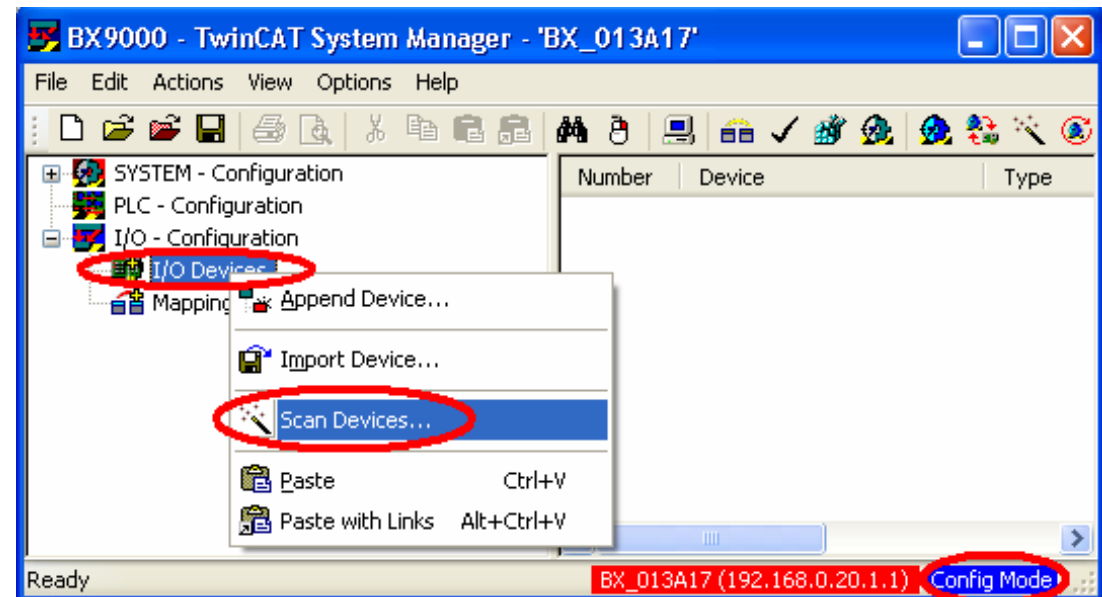 BX9000 - TwinCAT System Manager - 'BX_013A17'
File Edit Actions View Options Help
Number Device Type
SYSTEM - Configuration
PLC - Configuration
I/O - Configuration
I/O Devices
Mapping
Append Device...
Import Device...
Scan Devices...
Paste Ctrl+V
Paste with Links Alt+Ctrl+V
Ready BX_013A17 (192.168.0.20.1.1) Config Mode